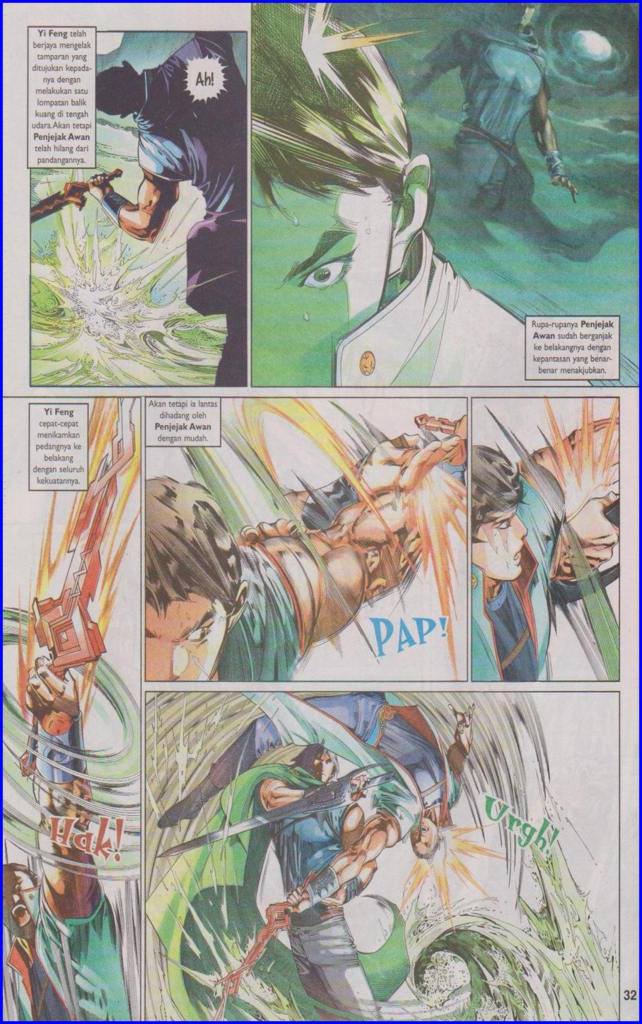 Yi Feng telah
berjaya mengelak
tamparan yang
ditujukan kepada-
nya dengan
melakukan satu
lompatan balik
kuang di tengah
udara.Akan tetapi
Penjejak Awan
telah hilang dari
pandangannya.
Ah!
Rupa-rupanya Penjejak
Awan sudah berganjak
ke belakangnya dengan
kepantasan yang benar-
benar menakjubkan.
Yi Feng
cepat-cepat
menikamkan
pedangnya ke
belakang
dengan seluruh
kekuatannya.
Akan tetapi ia lantas
dihadang oleh
Penjejak Awan
dengan mudah.
PAP!
Hak!
Urgh!
32